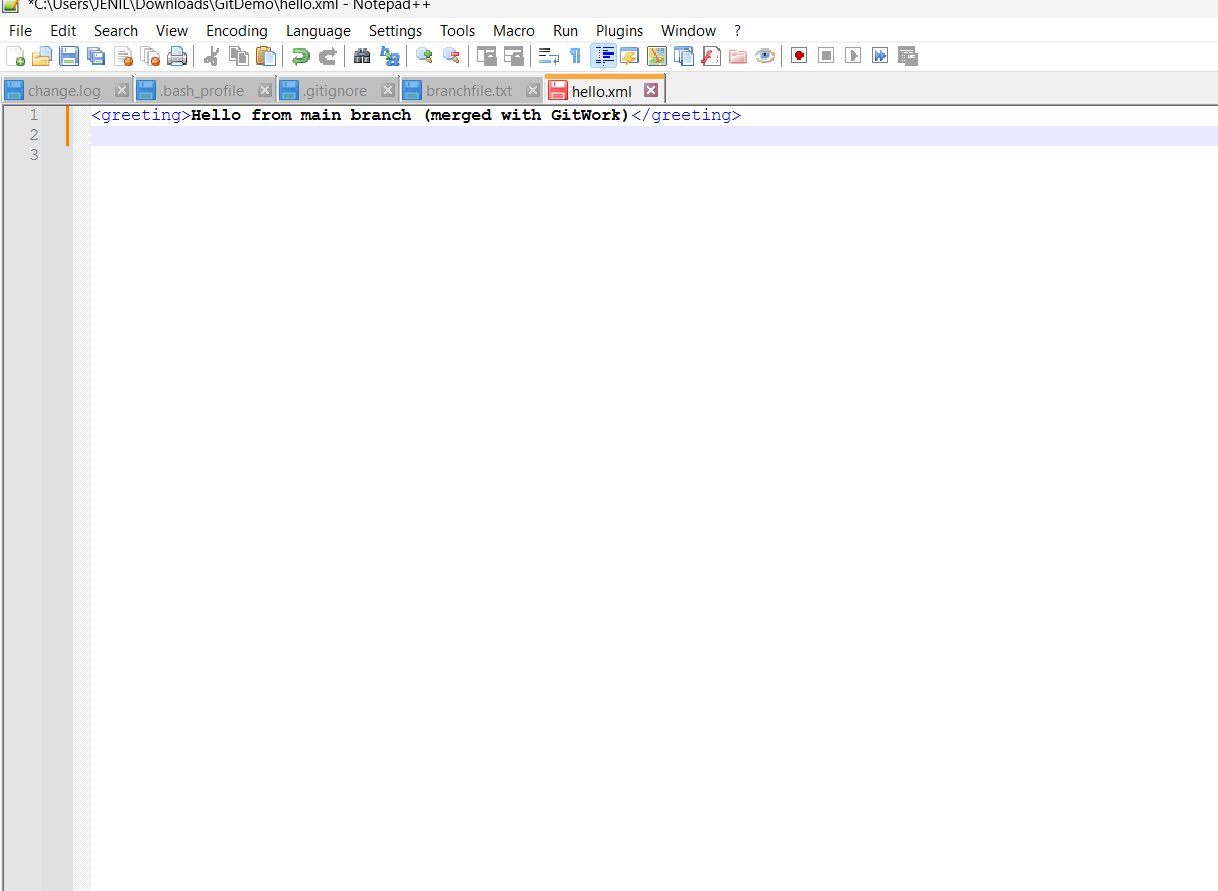 *C:\Users\JENIL\Downloads\GitDemo\hello.xml - Notepad++
File Edit Search View Encoding Language Settings Tools Macro Run Plugins Window ?
change.log .bash_profile .gitignore branchfile.txt hello.xml
1 <greeting>Hello from main branch (merged with GitWork)</greeting>
2
3